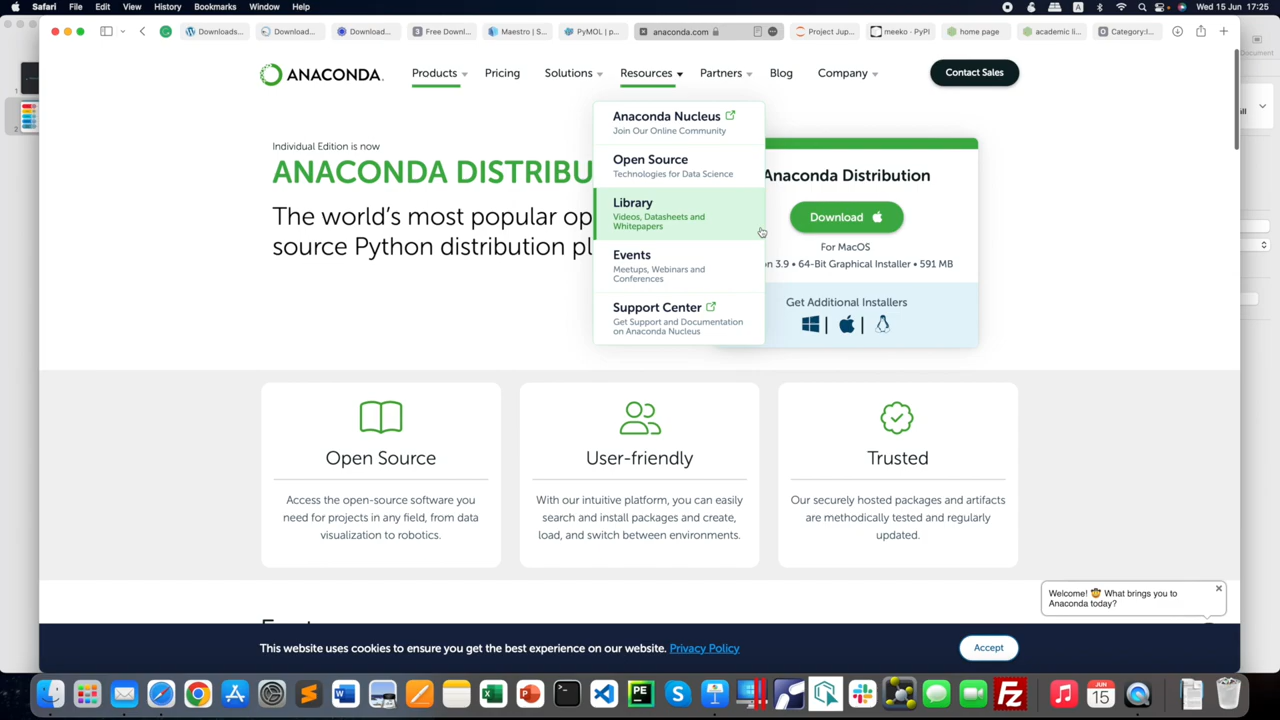 Safari File Edit View History Bookmarks Window Help
Wed 15 Jun 17:25
Downloads...
Download...
Download...
Free Downl...
Maestro | S...
PyMOL | p...
anaconda.com
Project Jup...
meeko · PyPI
home page
academic li...
Category:I...
ANACONDA.
Products
Pricing
Solutions
Resources
Partners
Blog
Company
Contact Sales
Anaconda Nucleus
Join Our Online Community
Open Source
Technologies for Data Science
Library
Videos, Datasheets and
Whitepapers
Events
Meetups, Webinars and
Conferences
Support Center
Get Support and Documentation
on Anaconda Nucleus
Individual Edition is now
ANACONDA DISTRIBU
The world's most popular op
source Python distribution pl
Anaconda Distribution
Download
For MacOS
n 3.9 • 64-Bit Graphical Installer • 591 MB
Get Additional Installers
Open Source
Access the open-source software you
need for projects in any field, from data
visualization to robotics.
User-friendly
With our intuitive platform, you can easily
search and install packages and create,
load, and switch between environments.
Trusted
Our securely hosted packages and artifacts
are methodically tested and regularly
updated.
Welcome! 🤠 What brings you to
Anaconda today?
This website uses cookies to ensure you get the best experience on our website. Privacy Policy
Accept